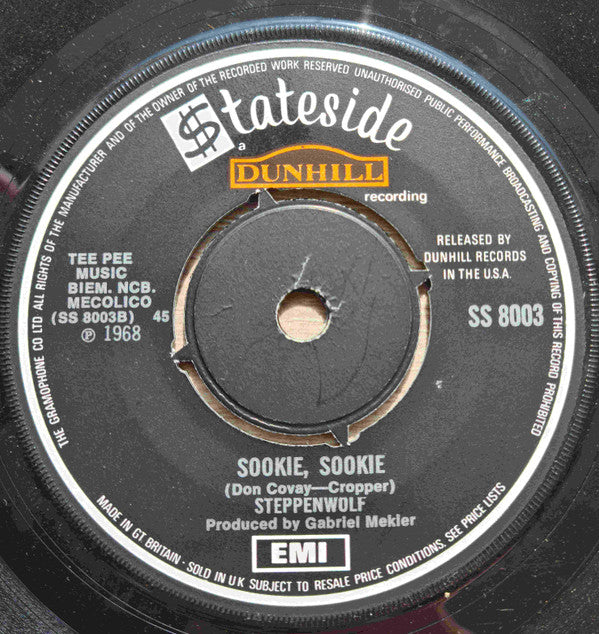 THE GRAMOPHONE CO LTD ALL RIGHTS OF THE MANUFACTURER AND OF THE OWNER OF THE RECORDED WORK RESERVED UNAUTHORISED PUBLIC PERFORMANCE BROADCASTING AND COPYING OF THIS RECORD PROHIBITED
$tateside
a
DUNHILL
recording
TEE PEE
MUSIC
BIEM. NCB.
MECOLICO
(SS 8003B) 45
℗ 1968
RELEASED BY
DUNHILL RECORDS
IN THE U.S.A.
SS 8003
SOOKIE, SOOKIE
(Don Covay—Cropper)
STEPPENWOLF
Produced by Gabriel Mekler
EMI
MADE IN GT BRITAIN - SOLD IN U K SUBJECT TO RESALE PRICE CONDITIONS, SEE PRICE LISTS